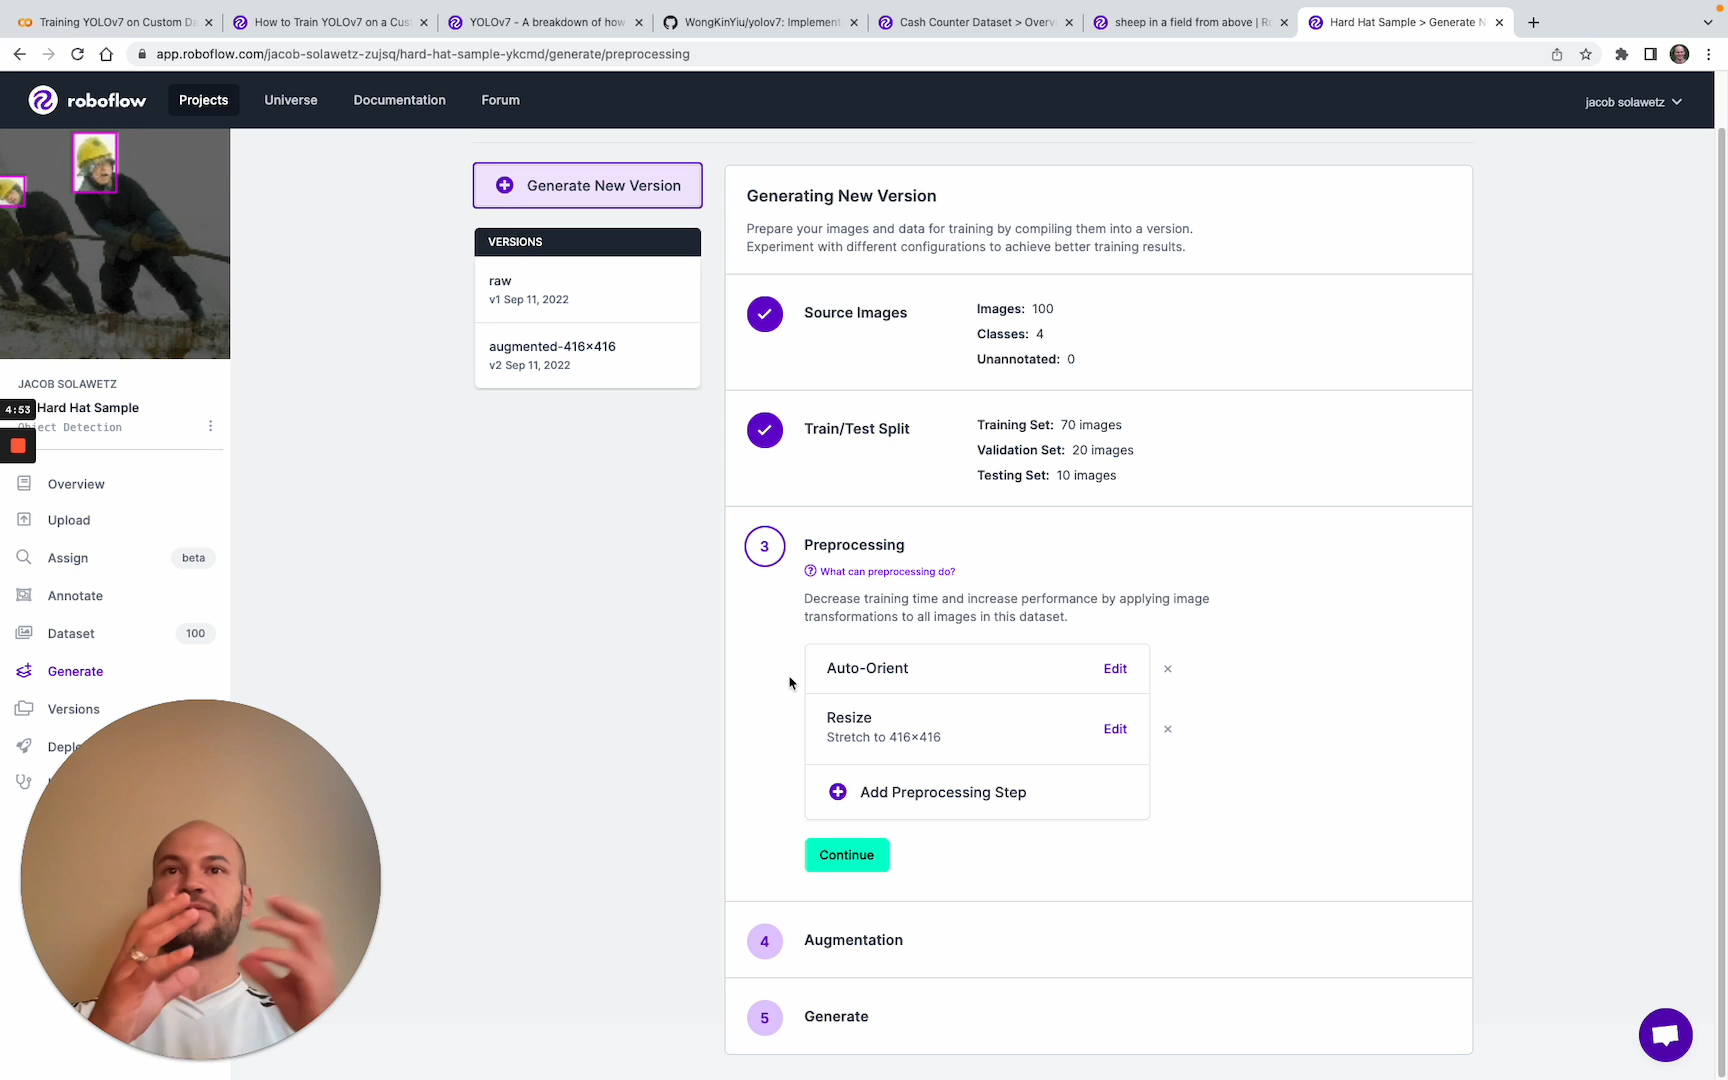 Training YOLOv7 on Custom Da
How to Train YOLOv7 on a Cus
YOLOv7 - A breakdown of how
WongKinYiu/yolov7: Implement
Cash Counter Dataset > Overvi
sheep in a field from above | Ro
Hard Hat Sample > Generate N
app.roboflow.com/jacob-solawetz-zujsq/hard-hat-sample-ykcmd/generate/preprocessing
roboflow
Projects
Universe
Documentation
Forum
jacob solawetz
JACOB SOLAWETZ
4:53
Hard Hat Sample
ject Detection
Overview
Upload
Assign
beta
Annotate
Dataset
100
Generate
Versions
Deplo
Generate New Version
VERSIONS
raw
v1 Sep 11, 2022
augmented-416x416
v2 Sep 11, 2022
Generating New Version
Prepare your images and data for training by compiling them into a version.
Experiment with different configurations to achieve better training results.
Source Images
Images: 100
Classes: 4
Unannotated: 0
Train/Test Split
Training Set: 70 images
Validation Set: 20 images
Testing Set: 10 images
3
Preprocessing
What can preprocessing do?
Decrease training time and increase performance by applying image
transformations to all images in this dataset.
Auto-Orient
Edit
Resize
Stretch to 416×416
Edit
Add Preprocessing Step
Continue
4
Augmentation
5
Generate